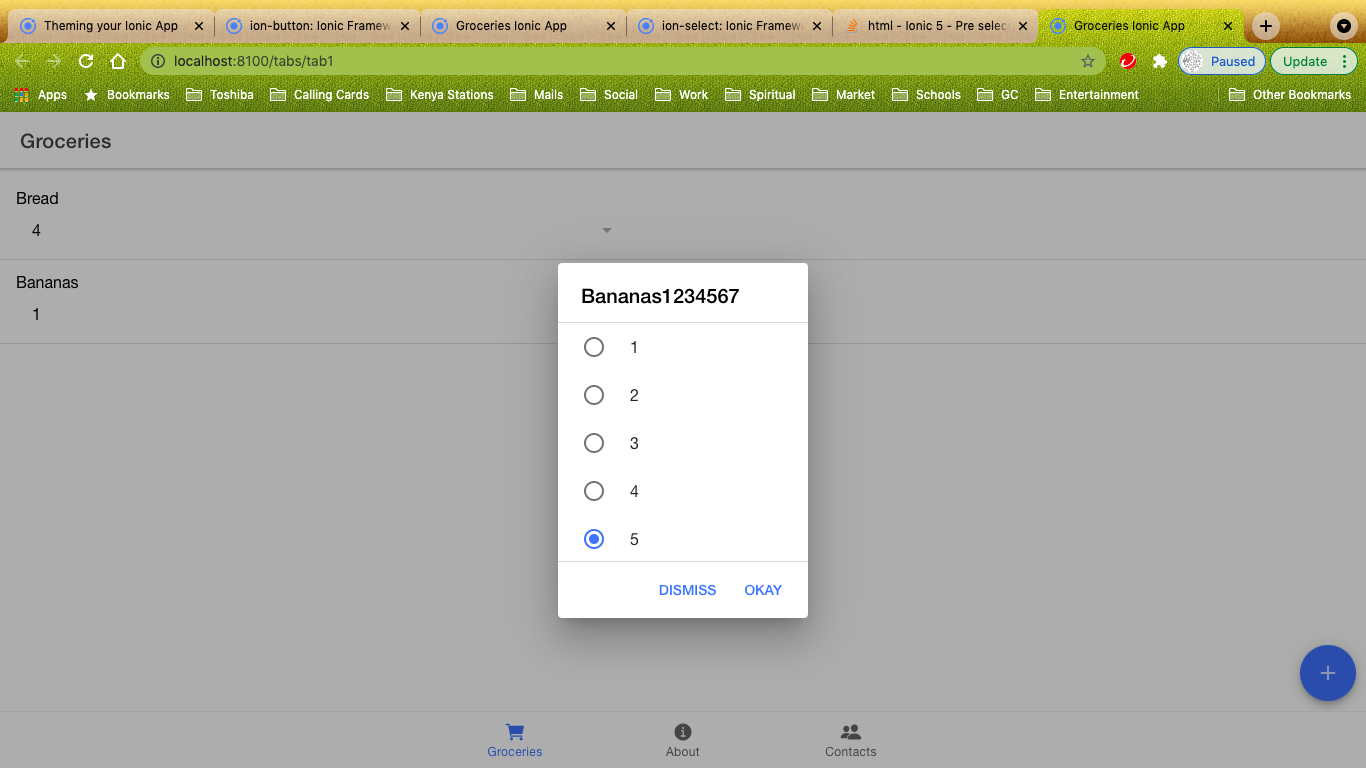 Theming your Ionic App
ion-button: Ionic Framew
Groceries Ionic App
ion-select: Ionic Framew
html - Ionic 5 - Pre selec
Groceries Ionic App
localhost:8100/tabs/tab1
Paused
Update
Apps
Bookmarks
Toshiba
Calling Cards
Kenya Stations
Mails
Social
Work
Spiritual
Market
Schools
GC
Entertainment
Other Bookmarks
Groceries
Bread
4
Bananas
1
Bananas1234567
1
2
3
4
5
DISMISS OKAY
Groceries
About
Contacts